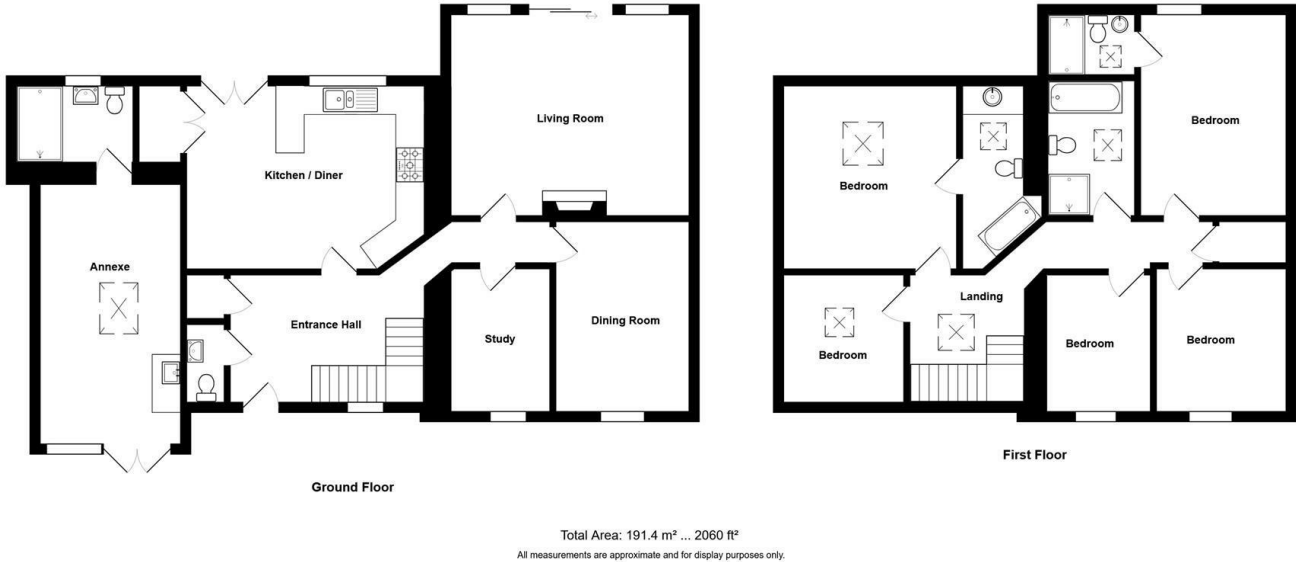 Living Room
Kitchen / Diner
Annexe
Entrance Hall
Study
Dining Room
Ground Floor
Bedroom
Bedroom
Landing
Bedroom
Bedroom
Bedroom
First Floor
Total Area: 191.4 m² ... 2060 ft²
All measurements are approximate and for display purposes only.